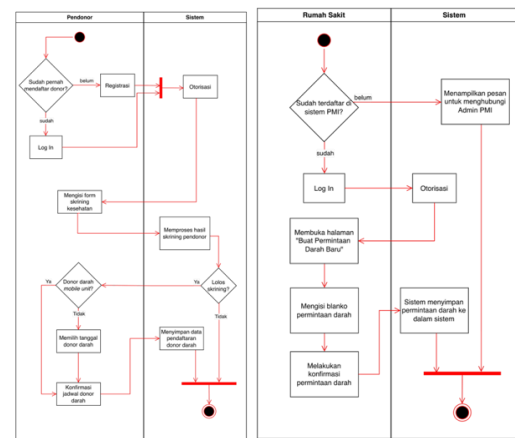 Pendonor
Sistem
Sudah pernah
mendaftar donor?
belum
Registrasi
Otorisasi
sudah
Log In
Mengisi form
skrining
kesehatan
Memproses hasil
skrining pendonor
Donor darah
mobile unit?
Ya
Ya
Lolos
skrining?
Tidak
Tidak
Memilih tanggal
donor darah
Menyimpan data
pendaftaran
donor darah
Konfirmasi
jadwal donor
darah
Rumah Sakit
Sistem
Sudah terdaftar di
sistem PMI?
belum
Menampilkan pesan
untuk menghubungi
Admin PMI
sudah
Log In
Otorisasi
Membuka halaman
"Buat Permintaan
Darah Baru"
Mengisi blanko
permintaan darah
Sistem menyimpan
permintaan darah ke
dalam sistem
Melakukan
konfirmasi
permintaan darah